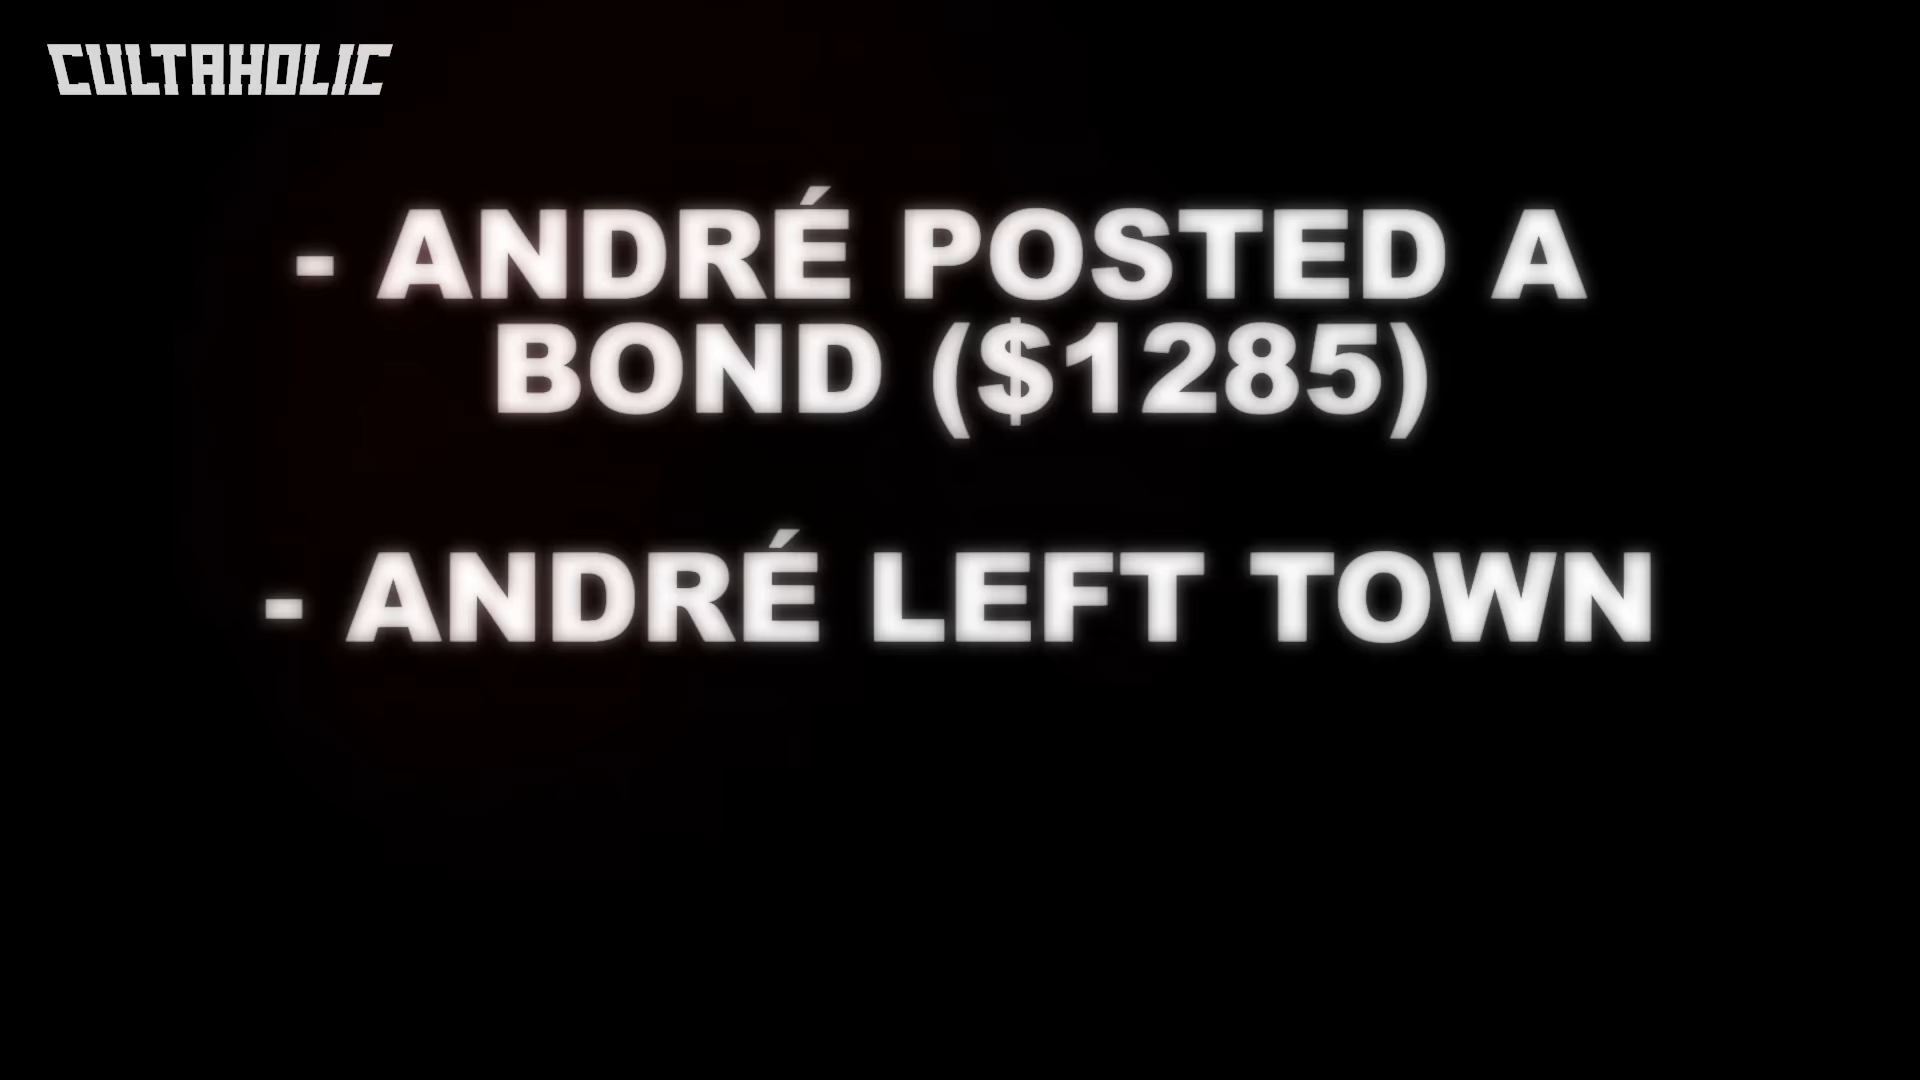 CULTAHOLIC
- ANDRÉ POSTED A
BOND ($1285)
- ANDRÉ LEFT TOWN